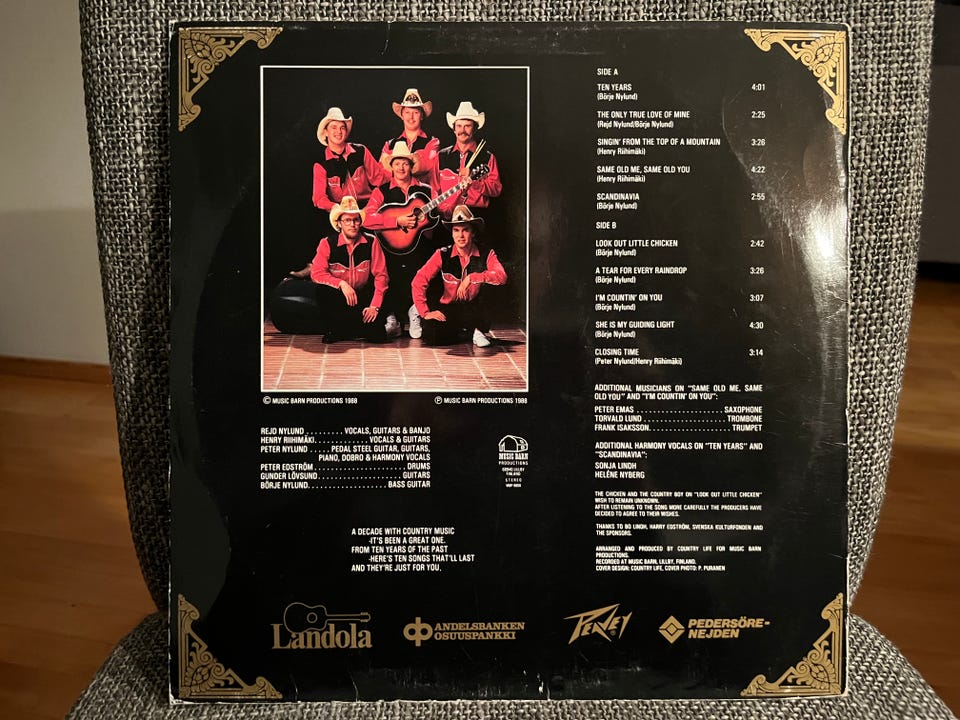 SIDE A
TEN YEARS 4:01
(Börje Nylund)
THE ONLY TRUE LOVE OF MINE 2:25
(Rejd Nylund/Börje Nylund)
SINGIN' FROM THE TOP OF A MOUNTAIN 3:26
(Henry Riihimäki)
SAME OLD ME, SAME OLD YOU 4:22
(Henry Riihimäki)
SCANDINAVIA 2:55
(Börje Nylund)
SIDE B
LOOK OUT LITTLE CHICKEN 2:42
(Börje Nylund)
A TEAR FOR EVERY RAINDROP 3:26
(Börje Nylund)
I'M COUNTIN' ON YOU 3:07
(Börje Nylund)
SHE IS MY GUIDING LIGHT 4:30
(Börje Nylund)
CLOSING TIME 3:14
(Peter Nylund/Henry Riihimäki)
ADDITIONAL MUSICIANS ON "SAME OLD ME, SAME
OLD YOU" AND "I'M COUNTIN' ON YOU":
PETER EMAS ..................... SAXOPHONE
TORVALD LUND .................. TROMBONE
FRANK ISAKSSON................... TRUMPET
ADDITIONAL HARMONY VOCALS ON "TEN YEARS" AND
"SCANDINAVIA":
SONJA LINDH
HELÉNE NYBERG
THE CHICKEN AND THE COUNTRY BOY ON "LOOK OUT LITTLE CHICKEN"
WISH TO REMAIN UNKNOWN.
AFTER LISTENING TO THE SONG MORE CAREFULLY THE PRODUCERS HAVE
DECIDED TO AGREE TO THEIR WISHES.
THANKS TO BO LINDH, HARRY EDSTRÖM, SVENSKA KULTURFONDEN AND
THE SPONSORS.
ARRANGED AND PRODUCED BY COUNTRY LIFE FOR MUSIC BARN
PRODUCTIONS.
RECORDED AT MUSIC BARN, LILLBY, FINLAND.
COVER DESIGN: COUNTRY LIFE, COVER PHOTO: P. PURANEN
© MUSIC BARN PRODUCTIONS 1988 ℗ MUSIC BARN PRODUCTIONS 1988
REJD NYLUND ......... VOCALS, GUITARS & BANJO
HENRY RIIHIMÄKI............. VOCALS & GUITARS
PETER NYLUND ..... PEDAL STEEL GUITAR, GUITARS,
PIANO, DOBRO & HARMONY VOCALS
PETER EDSTRÖM ...................... DRUMS
GUNDER LÖVSUND.................... GUITARS
BÖRJE NYLUND.................... BASS GUITAR
MUSIC BARN
PRODUCTIONS
LILLBY
FINLAND
STEREO
A DECADE WITH COUNTRY MUSIC
-IT'S BEEN A GREAT ONE.
FROM TEN YEARS OF THE PAST
-HERE'S TEN SONGS THAT'LL LAST
AND THEY'RE JUST FOR YOU.
Landola
ANDELSBANKEN
OSUUSPANKKI
PEAVEY
PEDERSÖRE-
NEJDEN